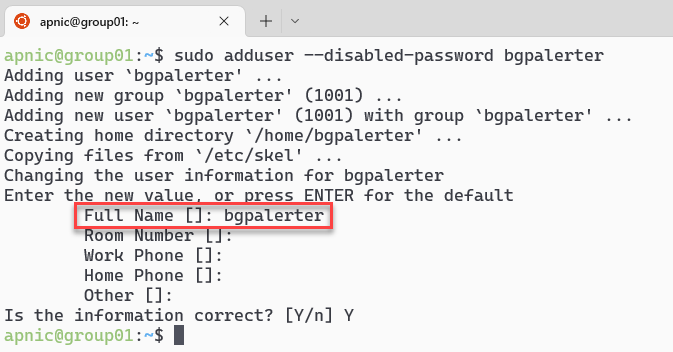 apnic@group01: ~
apnic@group01:~$ sudo adduser --disabled-password bgpalerter
Adding user `bgpalerter' ...
Adding new group `bgpalerter' (1001) ...
Adding new user `bgpalerter' (1001) with group `bgpalerter' ...
Creating home directory `/home/bgpalerter' ...
Copying files from `/etc/skel' ...
Changing the user information for bgpalerter
Enter the new value, or press ENTER for the default
Full Name []: bgpalerter
Room Number []:
Work Phone []:
Home Phone []:
Other []:
Is the information correct? [Y/n] Y
apnic@group01:~$